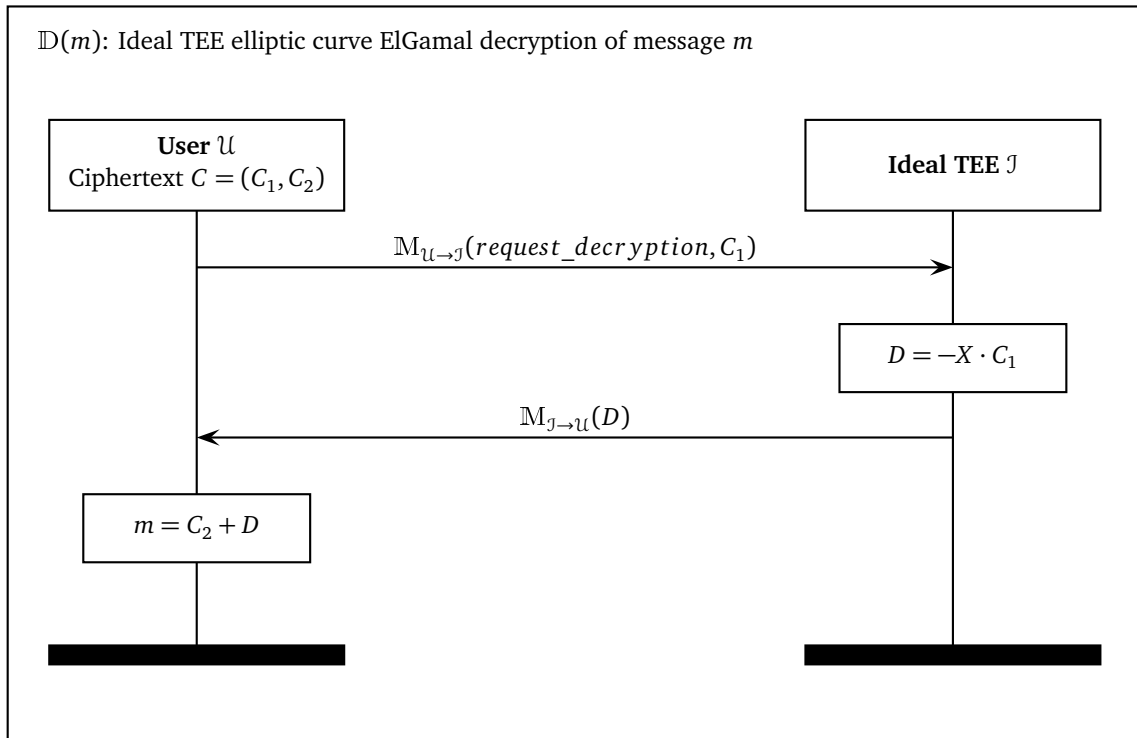 𝔻(m): Ideal TEE elliptic curve ElGamal decryption of message m
User 𝒰
Ciphertext C = (C₁, C₂)
Ideal TEE ℐ
𝕄_{𝒰→ℐ}(request_decryption, C₁)
D = −X · C₁
𝕄_{ℐ→𝒰}(D)
m = C₂ + D